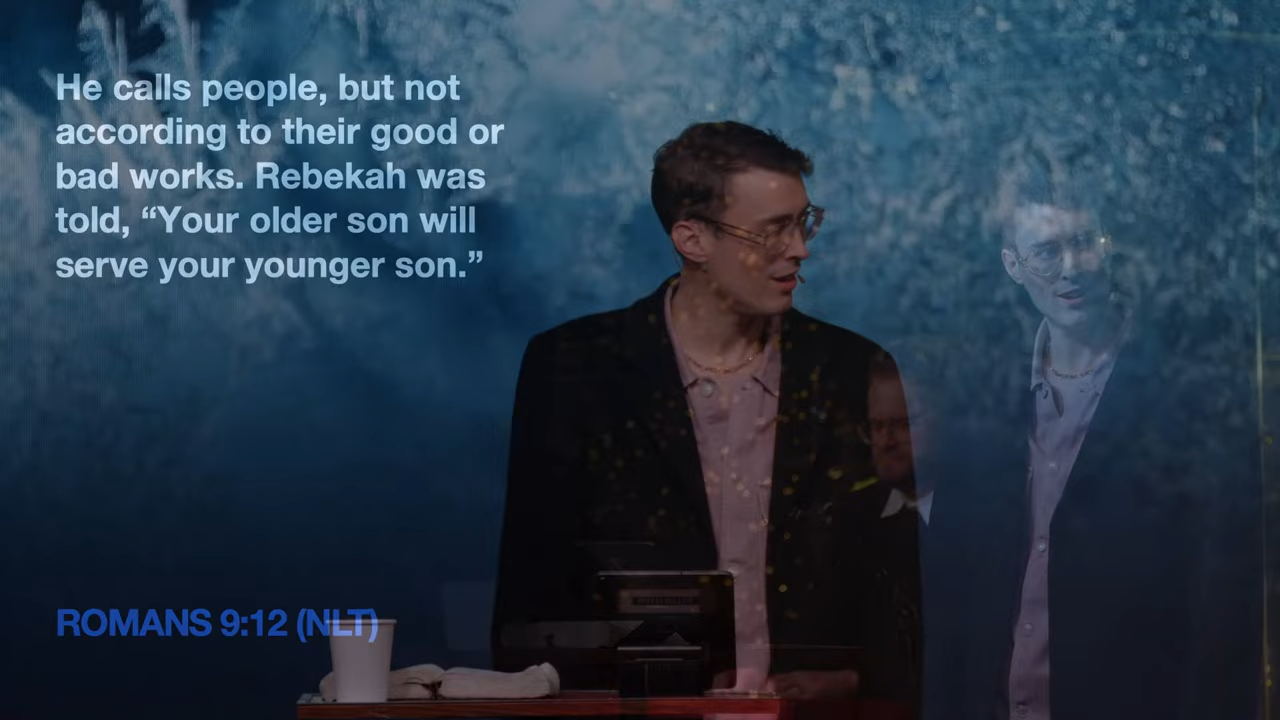 He calls people, but not
according to their good or
bad works. Rebekah was
told, “Your older son will
serve your younger son.”
ROMANS 9:12 (NLT)